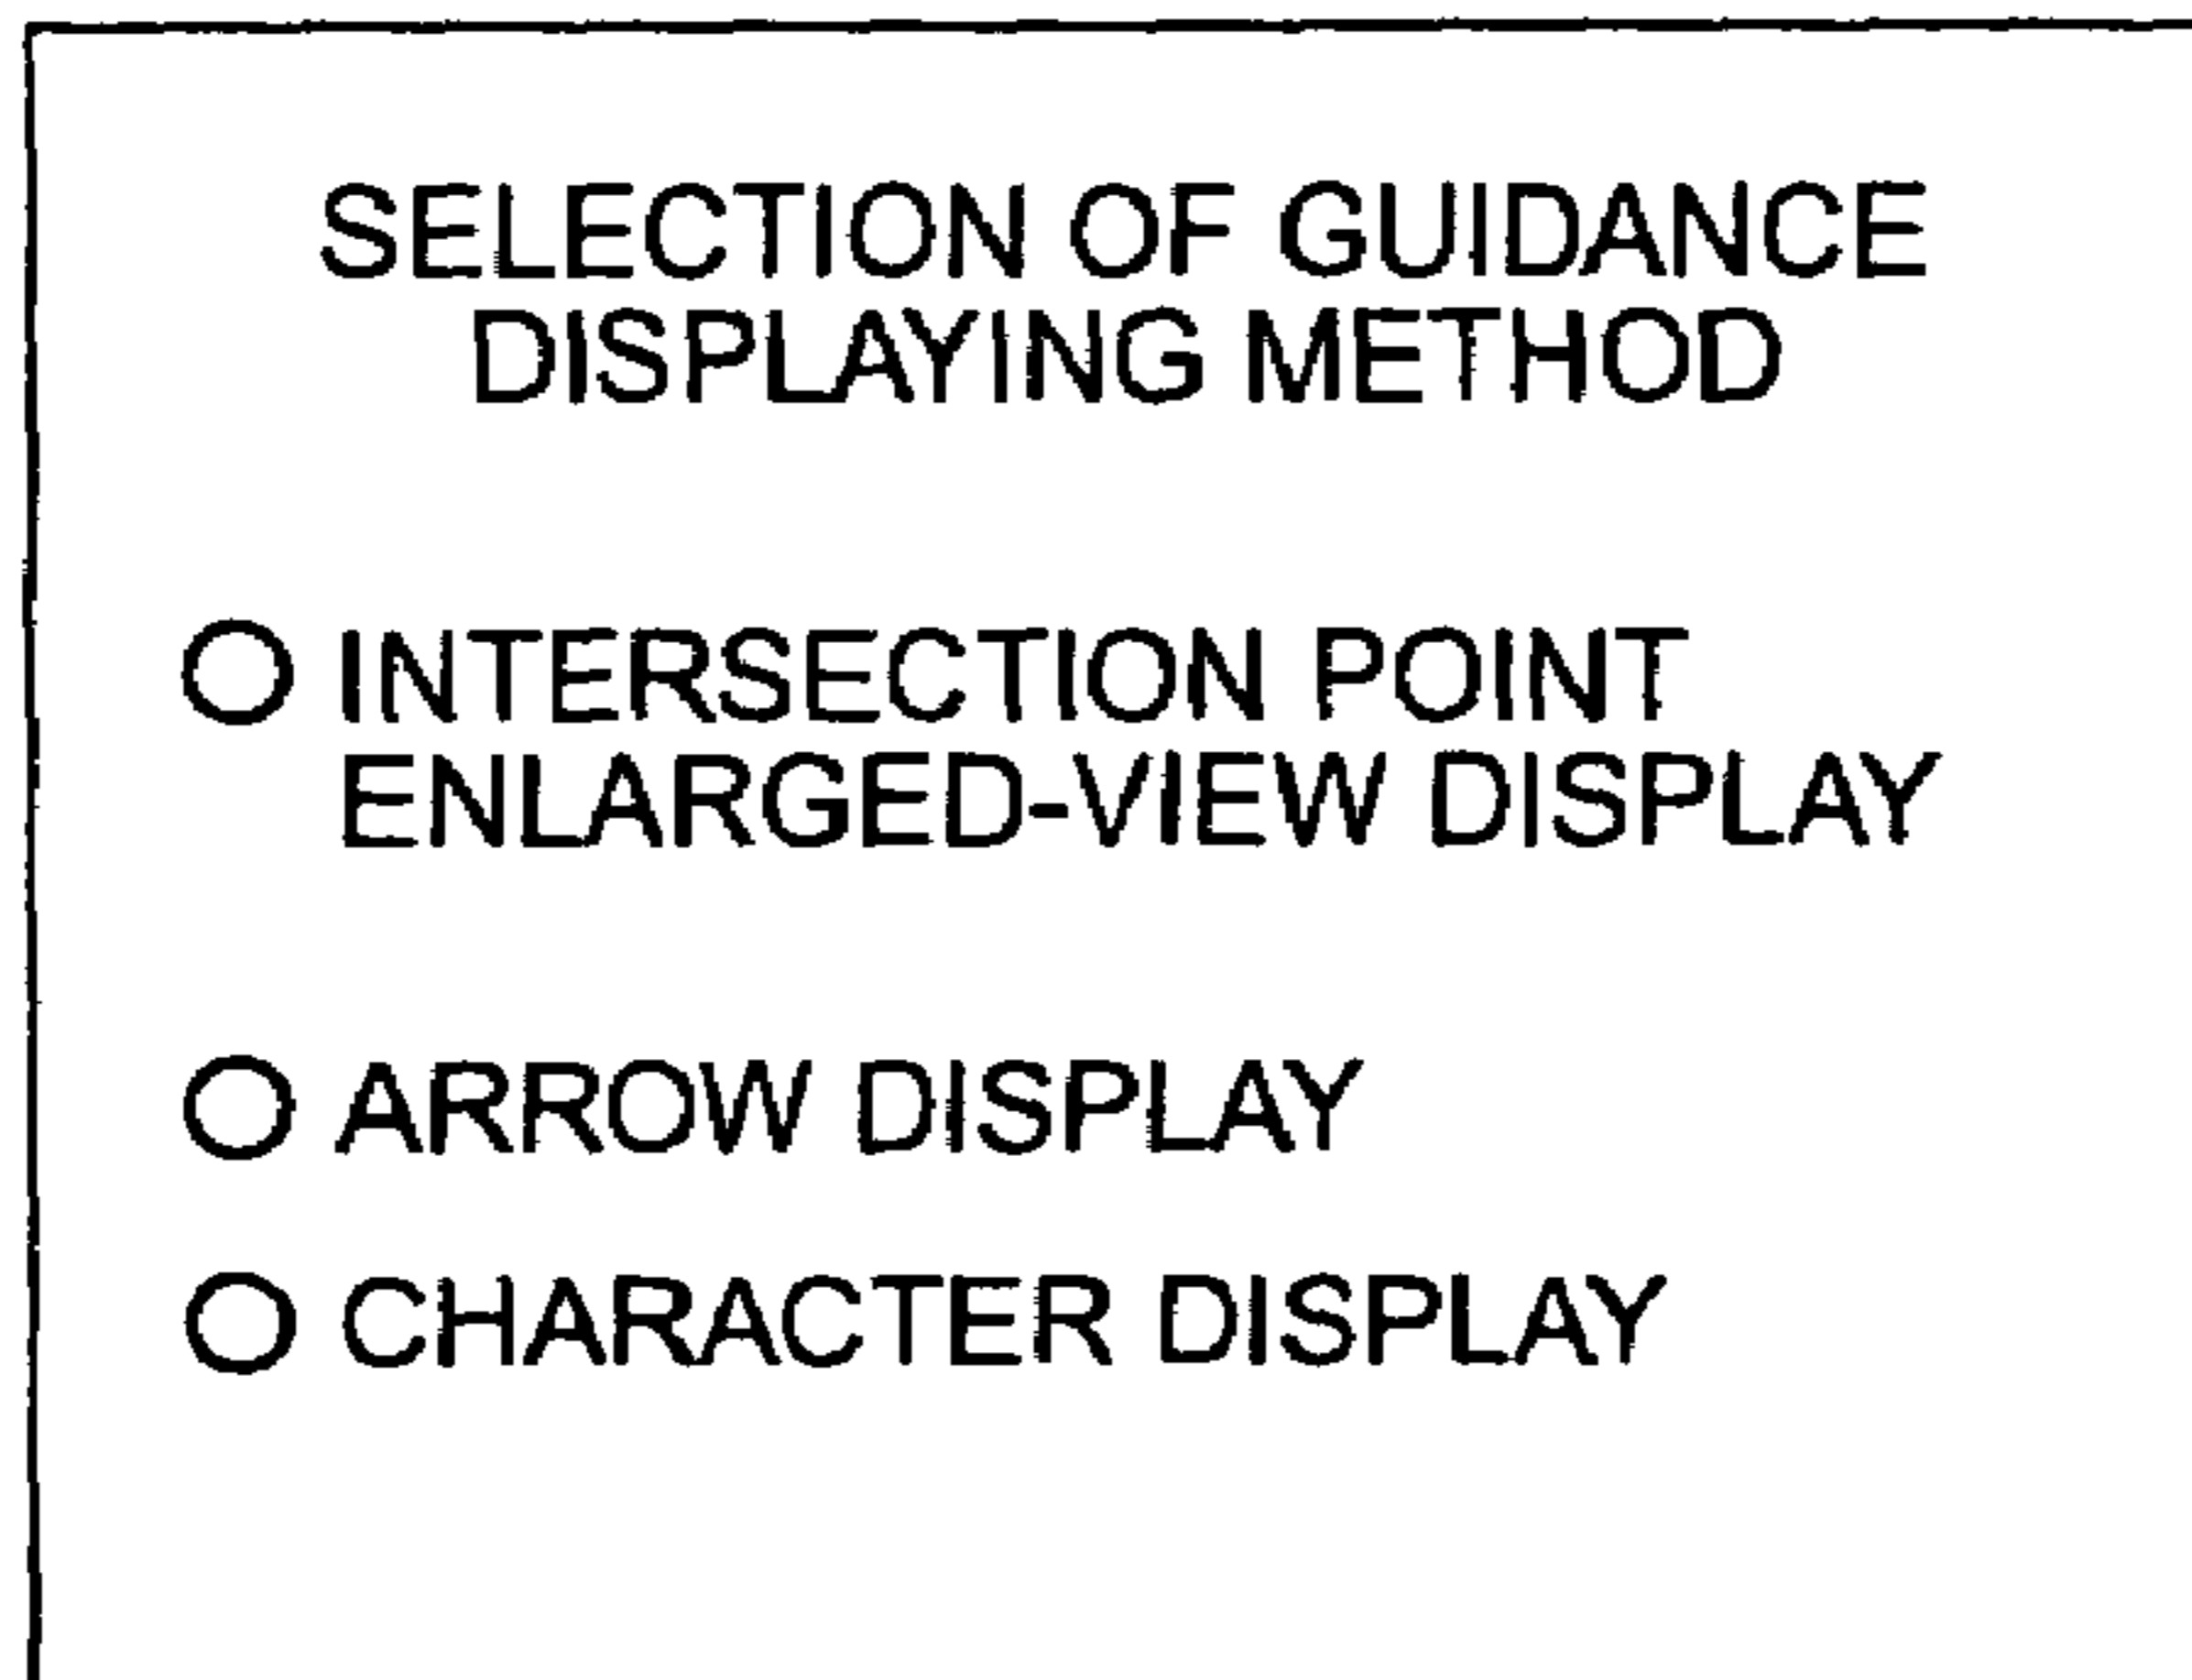 SELECTION OF GUIDANCE
DISPLAYING METHOD
INTERSECTION POINT
ENLARGED-VIEW DISPLAY
ARROW DISPLAY
CHARACTER DISPLAY